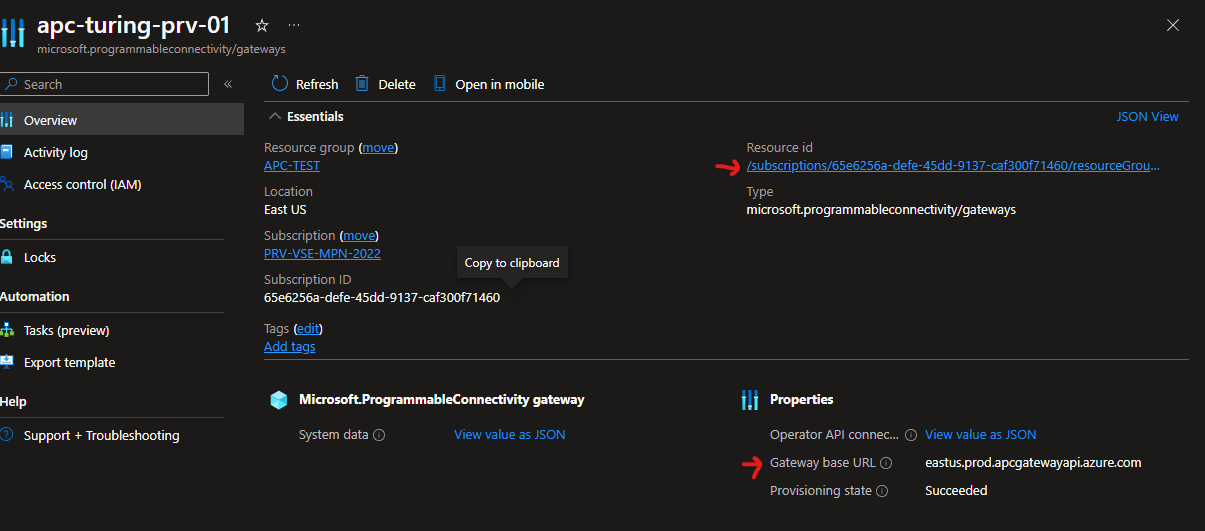 apc-turing-prv-01
microsoft.programmableconnectivity/gateways
Search
Refresh
Delete
Open in mobile
Overview
Activity log
Access control (IAM)
Settings
Locks
Automation
Tasks (preview)
Export template
Help
Support + Troubleshooting
Essentials
JSON View
Resource group (move)
APC-TEST
Location
East US
Subscription (move)
PRV-VSE-MPN-2022
Copy to clipboard
Subscription ID
65e6256a-defe-45dd-9137-caf300f71460
Tags (edit)
Add tags
Resource id
/subscriptions/65e6256a-defe-45dd-9137-caf300f71460/resourceGrou...
Type
microsoft.programmableconnectivity/gateways
Microsoft.ProgrammableConnectivity gateway
System data View value as JSON
Properties
Operator API connec... View value as JSON
Gateway base URL eastus.prod.apcgatewayapi.azure.com
Provisioning state Succeeded